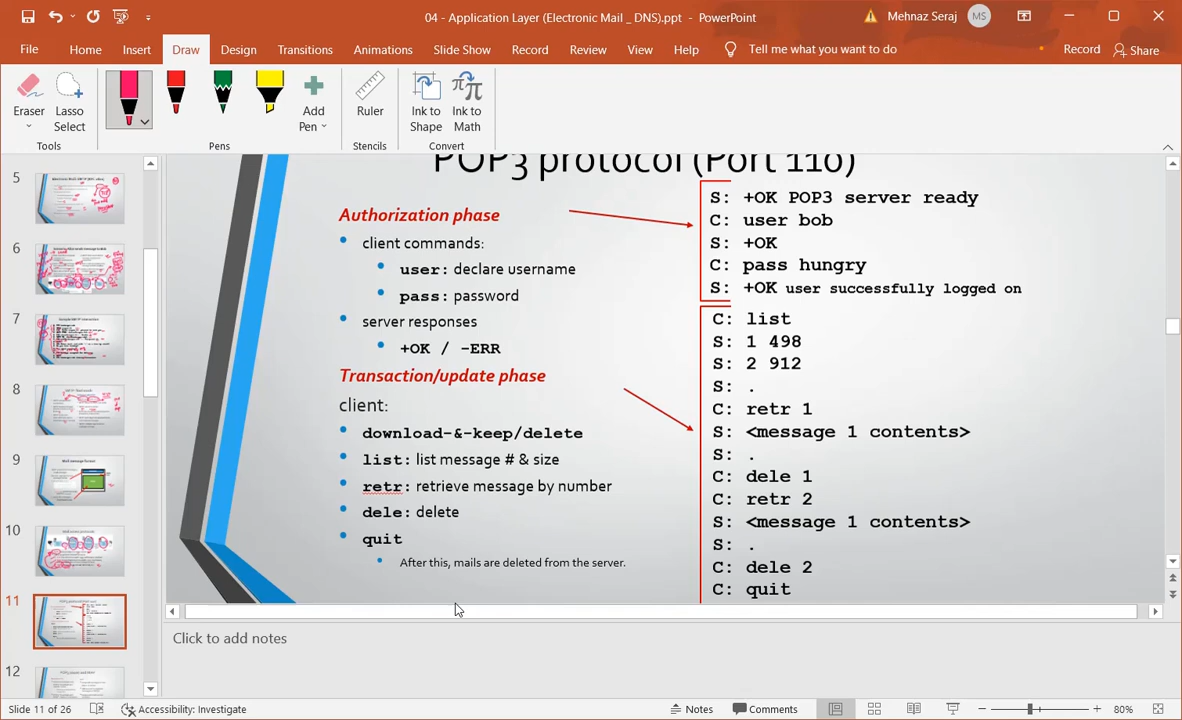 04 - Application Layer (Electronic Mail _ DNS).ppt - PowerPoint
Mehnaz Seraj
MS
File
Home
Insert
Draw
Design
Transitions
Animations
Slide Show
Record
Review
View
Help
Tell me what you want to do
Record
Share
Eraser
Lasso
Select
Add
Pen
Ruler
Ink to
Shape
Ink to
Math
Tools
Pens
Stencils
Convert
5
6
7
8
9
10
11
12
POP3 protocol (Port 110)
Authorization phase
client commands:
user: declare username
pass: password
server responses
+OK / -ERR
Transaction/update phase
client:
download-&-keep/delete
list: list message # & size
retr: retrieve message by number
dele: delete
quit
After this, mails are deleted from the server.
S: +OK POP3 server ready
C: user bob
S: +OK
C: pass hungry
S: +OK user successfully logged on
C: list
S: 1 498
S: 2 912
S: .
C: retr 1
S: <message 1 contents>
S: .
C: dele 1
C: retr 2
S: <message 1 contents>
S: .
C: dele 2
C: quit
Click to add notes
Slide 11 of 26
Accessibility: Investigate
Notes
Comments
80%